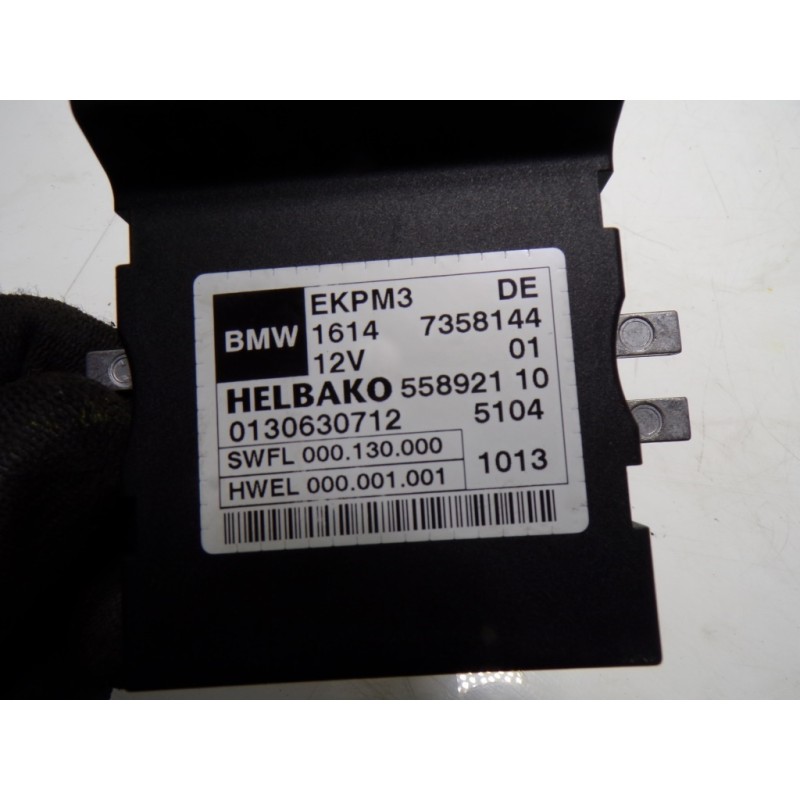 BMW EKPM3 DE
1614 7358144
12V 01
HELBAKO 558921 10
0130630712 5104
SWFL 000.130.000
HWEL 000.001.001 1013